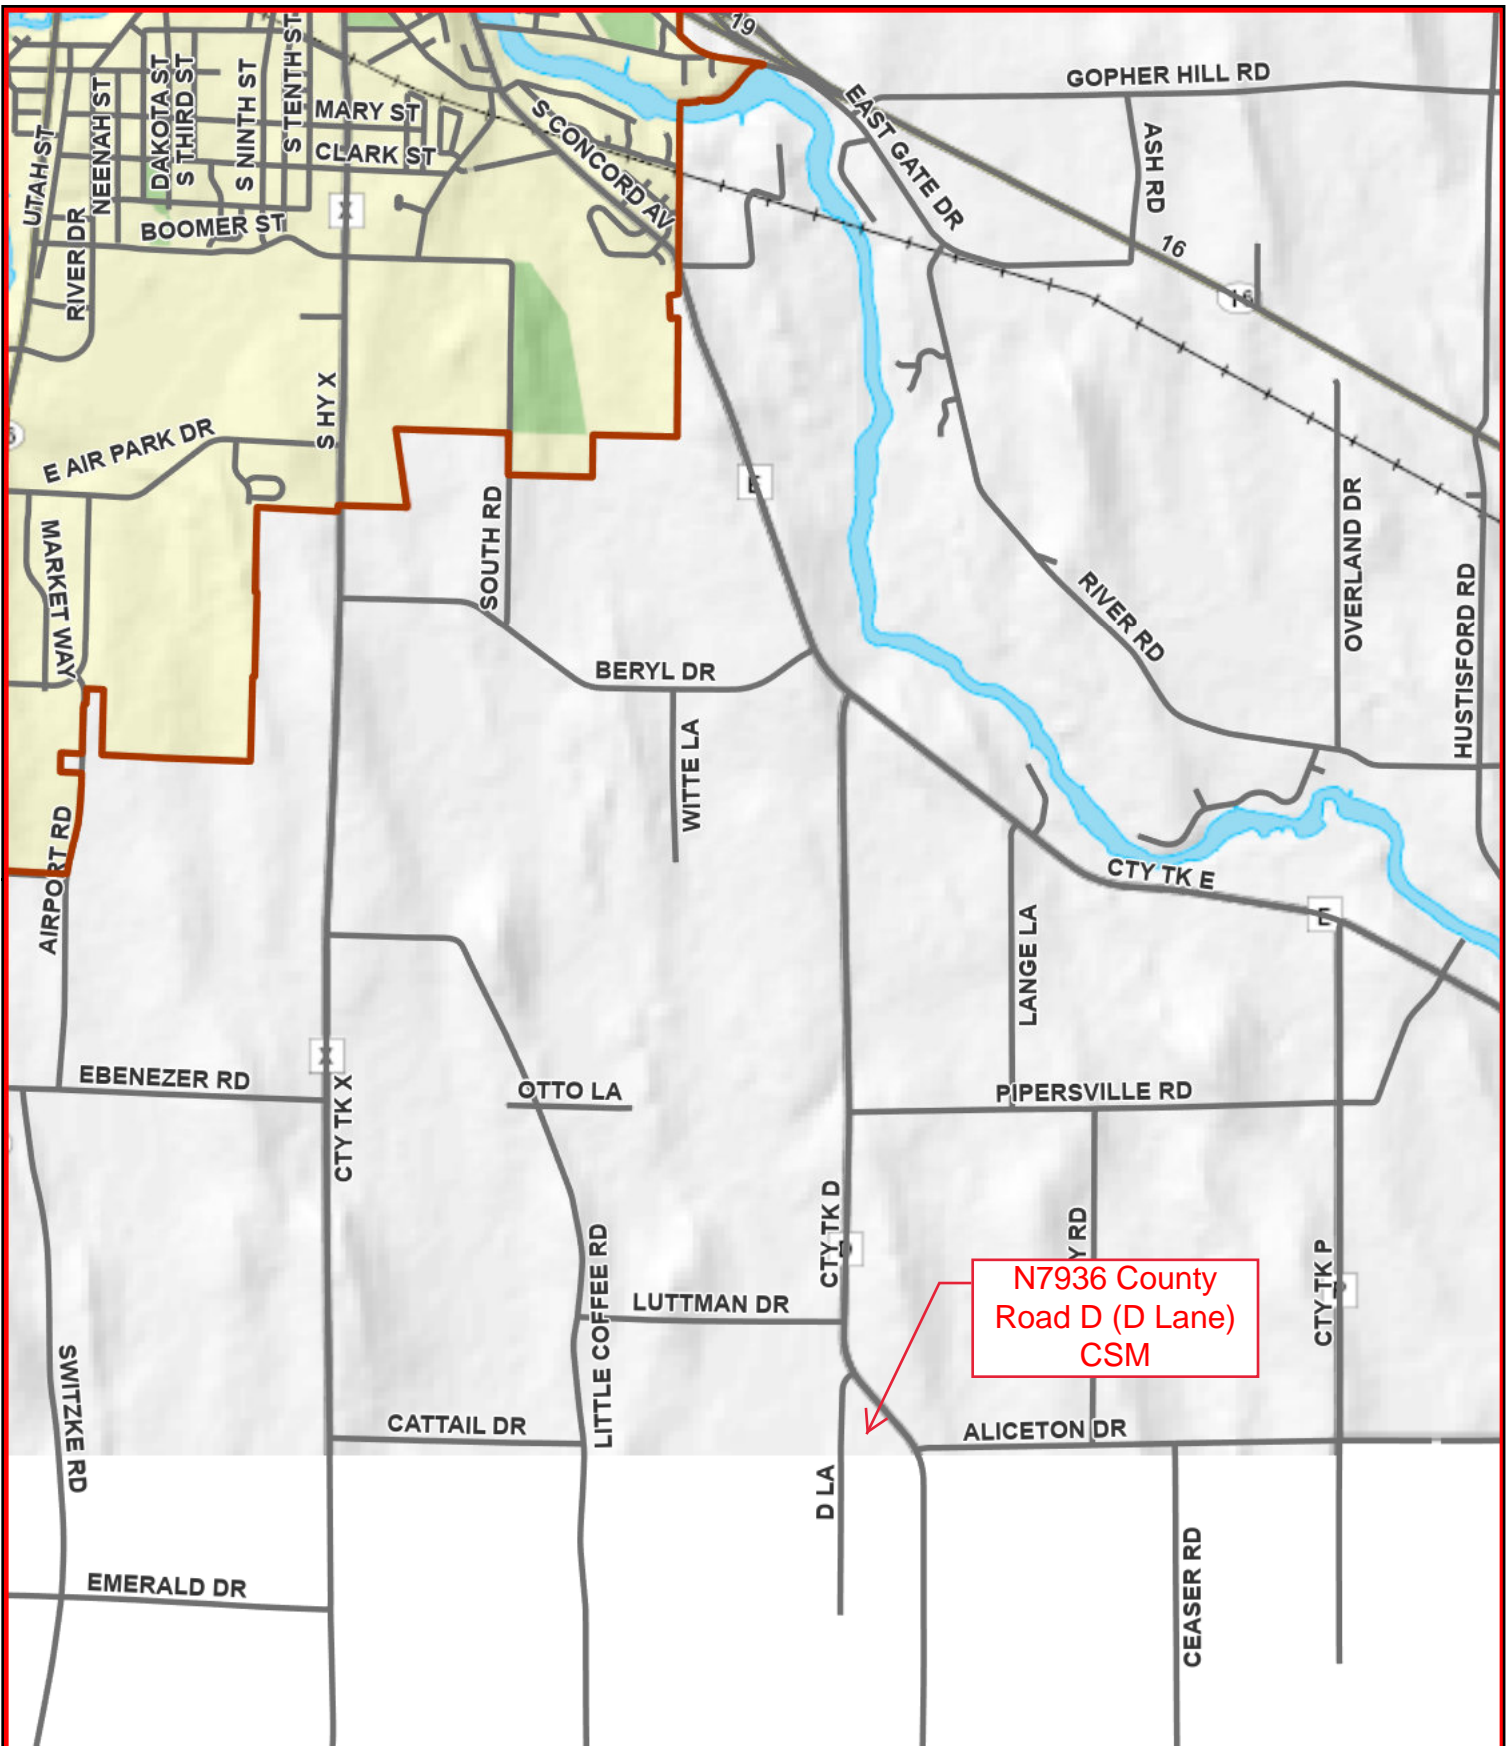 19
GOPHER HILL RD
EAST GATE DR
ASH RD
16
16
UTAH ST
NEENAH ST
DAKOTA ST
S THIRD ST
S NINTH ST
S TENTH ST
MARY ST
CLARK ST
S CONCORD AV
BOOMER ST
X
RIVER DR
S HY X
E AIR PARK DR
MARKET WAY
SOUTH RD
E
RIVER RD
OVERLAND DR
HUSTISFORD RD
BERYL DR
WITTE LA
AIRPORT RD
CTY TK E
E
LANGE LA
EBENEZER RD
X
CTY TK X
OTTO LA
PIPERSVILLE RD
CTY TK D
D
Y RD
CTY TK P
P
LITTLE COFFEE RD
LUTTMAN DR
N7936 County
Road D (D Lane)
CSM
SWITZKE RD
CATTAIL DR
ALICETON DR
D LA
EMERALD DR
CEASER RD